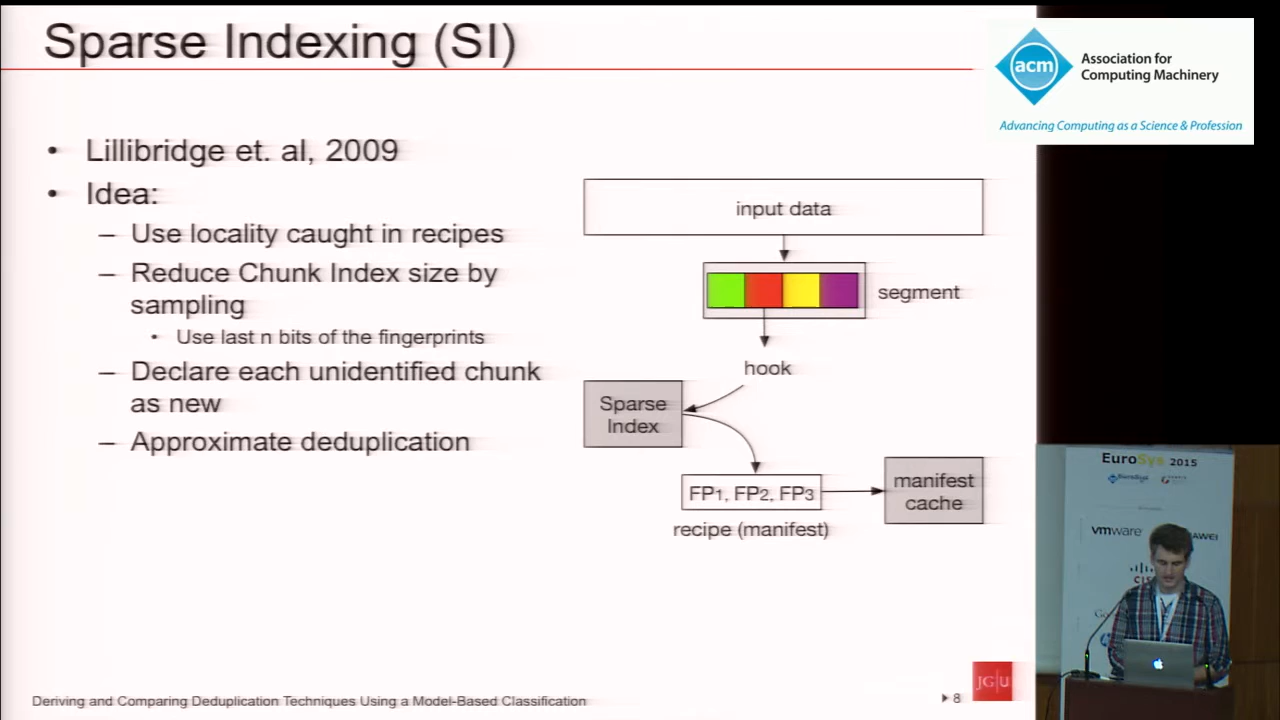 Sparse Indexing (SI)
acm
Association for
Computing Machinery
Advancing Computing as a Science & Profession
• Lillibridge et. al, 2009
• Idea:
– Use locality caught in recipes
– Reduce Chunk Index size by
sampling
• Use last n bits of the fingerprints
– Declare each unidentified chunk
as new
– Approximate deduplication
input data
segment
hook
Sparse
Index
FP1, FP2, FP3
recipe (manifest)
manifest
cache
EuroSys 2015
vmware
Deriving and Comparing Deduplication Techniques Using a Model-Based Classification
8
JG|U